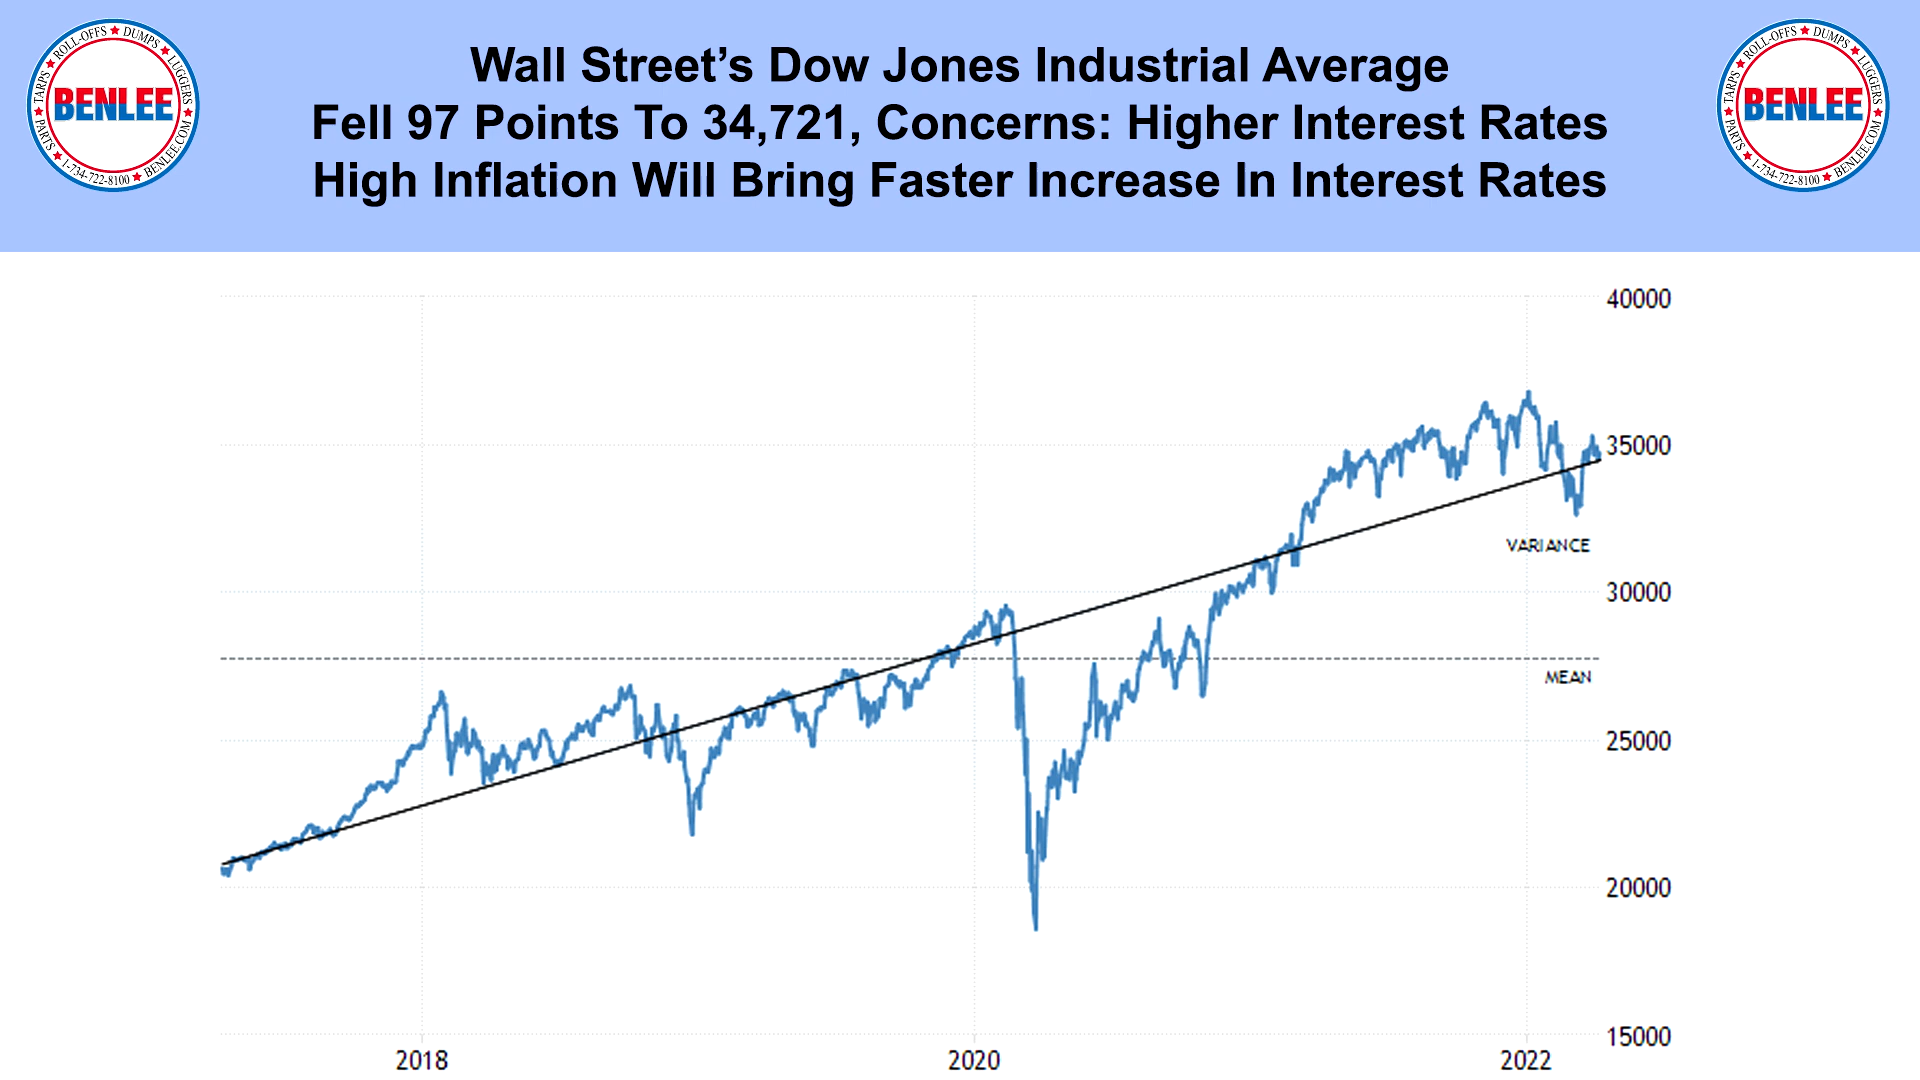 Wall Street’s Dow Jones Industrial Average
Fell 97 Points To 34,721, Concerns: Higher Interest Rates
High Inflation Will Bring Faster Increase In Interest Rates
BENLEE
TARPS ★ ROLL-OFFS ★ DUMPS ★ LUGGERS ★
PARTS ★ 1-734-722-8100 ★ BENLEE.COM ★
BENLEE
TARPS ★ ROLL-OFFS ★ DUMPS ★ LUGGERS ★
PARTS ★ 1-734-722-8100 ★ BENLEE.COM ★
40000
35000
VARIANCE
30000
MEAN
25000
20000
15000
2018 2020 2022